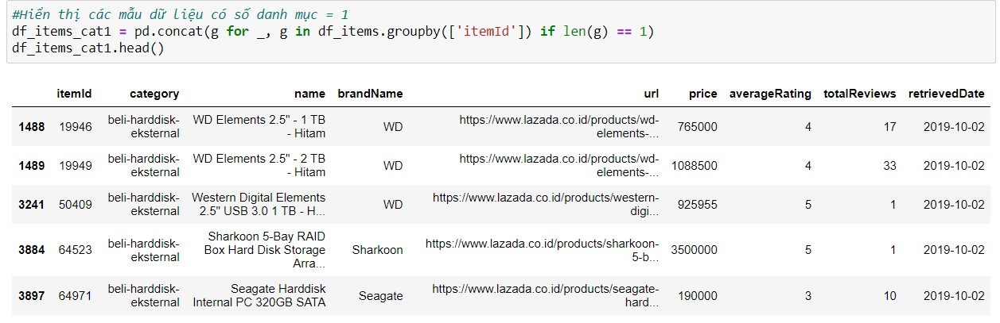 #Hiển thị các mẫu dữ liệu có số danh mục = 1
df_items_cat1 = pd.concat(g for _, g in df_items.groupby(['itemId']) if len(g) == 1)
df_items_cat1.head()
itemId category name brandName url price averageRating totalReviews retrievedDate
1488 19946 beli-harddisk-eksternal WD Elements 2.5" - 1 TB - Hitam WD https://www.lazada.co.id/products/wd-elements-... 765000 4 17 2019-10-02
1489 19949 beli-harddisk-eksternal WD Elements 2.5" - 2 TB - Hitam WD https://www.lazada.co.id/products/wd-elements-... 1088500 4 33 2019-10-02
3241 50409 beli-harddisk-eksternal Western Digital Elements 2.5" USB 3.0 1 TB - H... WD https://www.lazada.co.id/products/western-digi... 925955 5 1 2019-10-02
3884 64523 beli-harddisk-eksternal Sharkoon 5-Bay RAID Box Hard Disk Storage Arra... Sharkoon https://www.lazada.co.id/products/sharkoon-5-b... 3500000 5 1 2019-10-02
3897 64971 beli-harddisk-eksternal Seagate Harddisk Internal PC 320GB SATA Seagate https://www.lazada.co.id/products/seagate-hard... 190000 3 10 2019-10-02